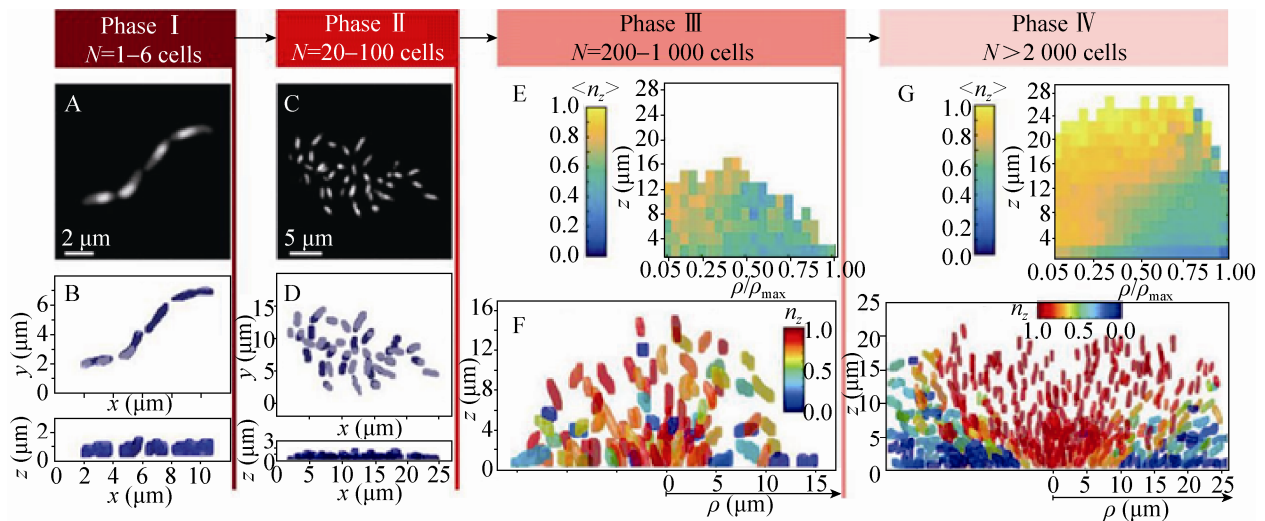 Phase Ⅰ
N=1–6 cells
Phase Ⅱ
N=20–100 cells
Phase Ⅲ
N=200–1 000 cells
Phase Ⅳ
N>2 000 cells
A
2 μm
B
6
4
2
0
y (μm)
x (μm)
2
0
z (μm)
0 2 4 6 8 10
x (μm)
C
5 μm
D
15
10
5
0
y (μm)
x (μm)
3
0
z (μm)
0 5 10 15 20 25
x (μm)
E
<nz>
1.0
0.8
0.6
0.4
0.2
0.0
28
24
20
16
12
8
4
z (μm)
0.05 0.25 0.50 0.75 1.00
ρ/ρmax
F
nz
1.0
0.5
0.0
16
12
8
4
0
z (μm)
0 5 10 15
ρ (μm)
G
<nz>
1.0
0.8
0.6
0.4
0.2
0.0
28
24
20
16
12
8
4
z (μm)
0.05 0.25 0.50 0.75 1.00
ρ/ρmax
nz
1.0 0.5 0.0
25
20
15
10
5
0
z (μm)
0 5 10 15 20 25
ρ (μm)